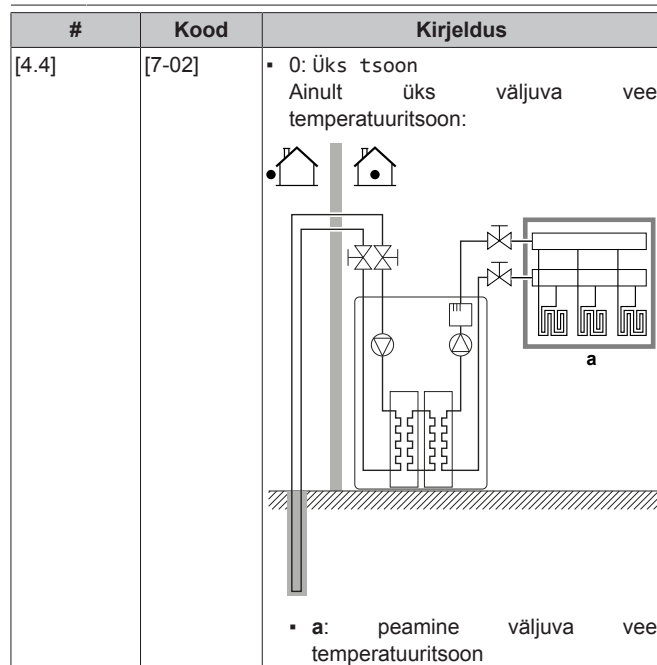 # Kood Kirjeldus
[4.4] [7-02] ▪ 0: Üks tsoon
Ainult üks väljuva vee
temperatuuritsoon:
a
▪ a: peamine väljuva vee
temperatuuritsoon